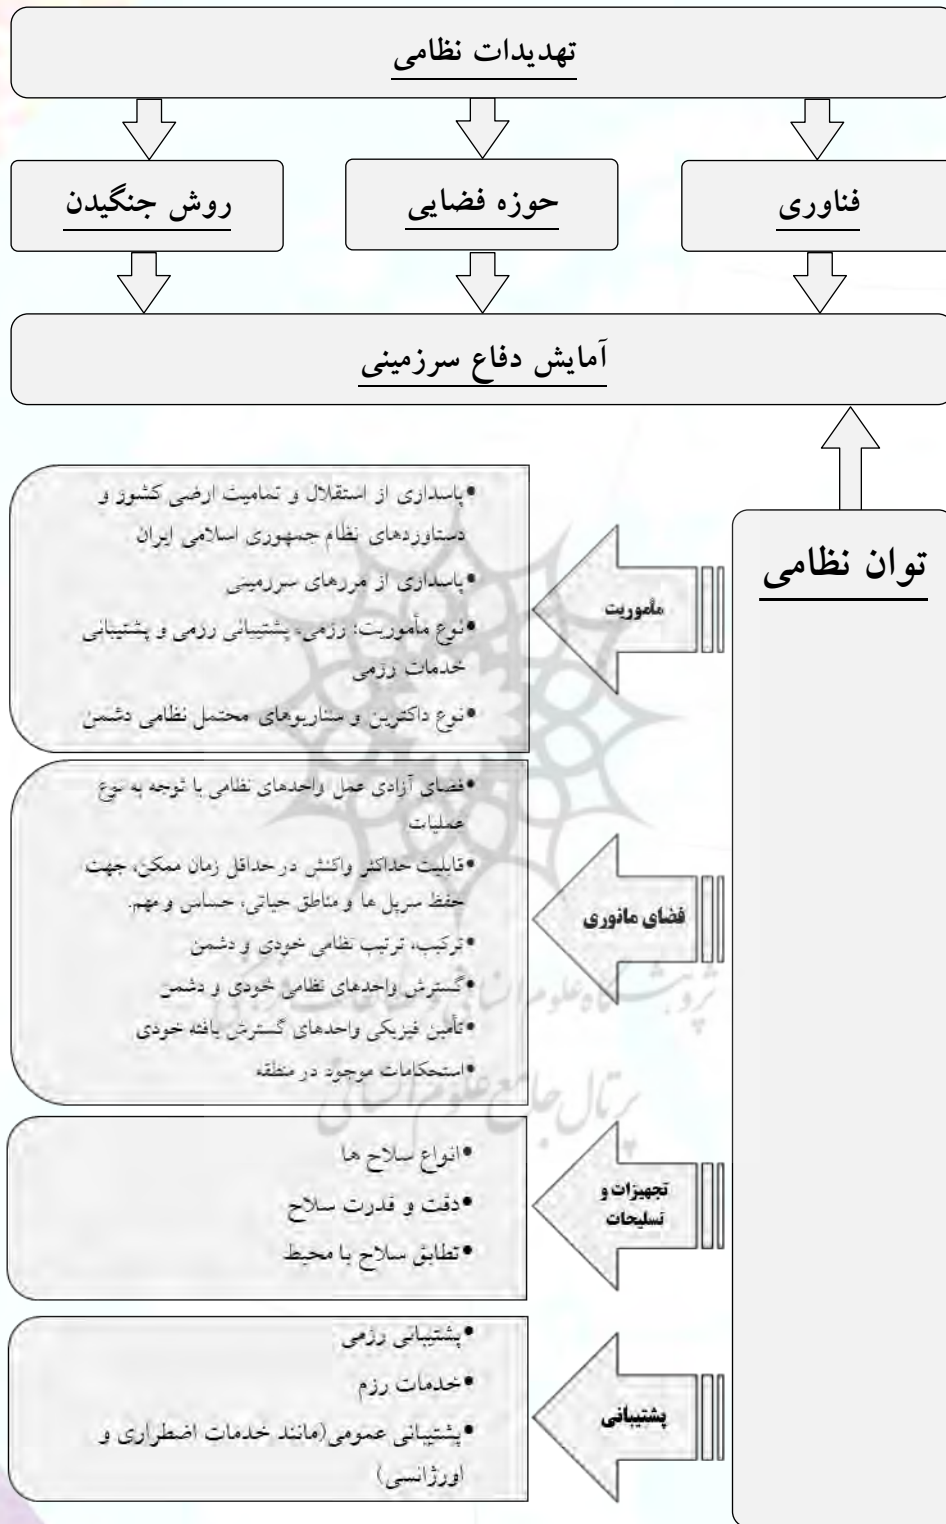 تهدیدات نظامی
فناوری
حوزه فضایی
روش جنگیدن
آمایش دفاع سرزمینی
توان نظامی
مأموریت
•پاسداری از استقلال و تمامیت ارضی کشور و
دستاوردهای نظام جمهوری اسلامی ایران
•پاسداری از مرزهای سرزمینی
•نوع مأموریت: رزمی، پشتیبانی رزمی و پشتیبانی
خدمات رزمی
•نوع داکترین و سناریوهای محتمل نظامی دشمن
فضای مانوری
•فضای آزادی عمل واحدهای نظامی با توجه به نوع
عملیات
•قابلیت حداکثر واکنش در حداقل زمان ممکن، جهت
حفظ سرپل ها و مناطق حیاتی، حساس و مهم.
•ترکیب، ترتیب نظامی خودی و دشمن
•گسترش واحدهای نظامی خودی و دشمن
•تأمین فیزیکی واحدهای گسترش یافته خودی
•استحکامات موجود در منطقه
پرتال جامع علوم انسانی
تجهیزات و
تسلیحات
•انواع سلاح ها
•دقت و قدرت سلاح
•تطابق سلاح با محیط
پشتیبانی
•پشتیبانی رزمی
•خدمات رزم
•پشتیبانی عمومی(مانند خدمات اضطراری و
اورژانسی)